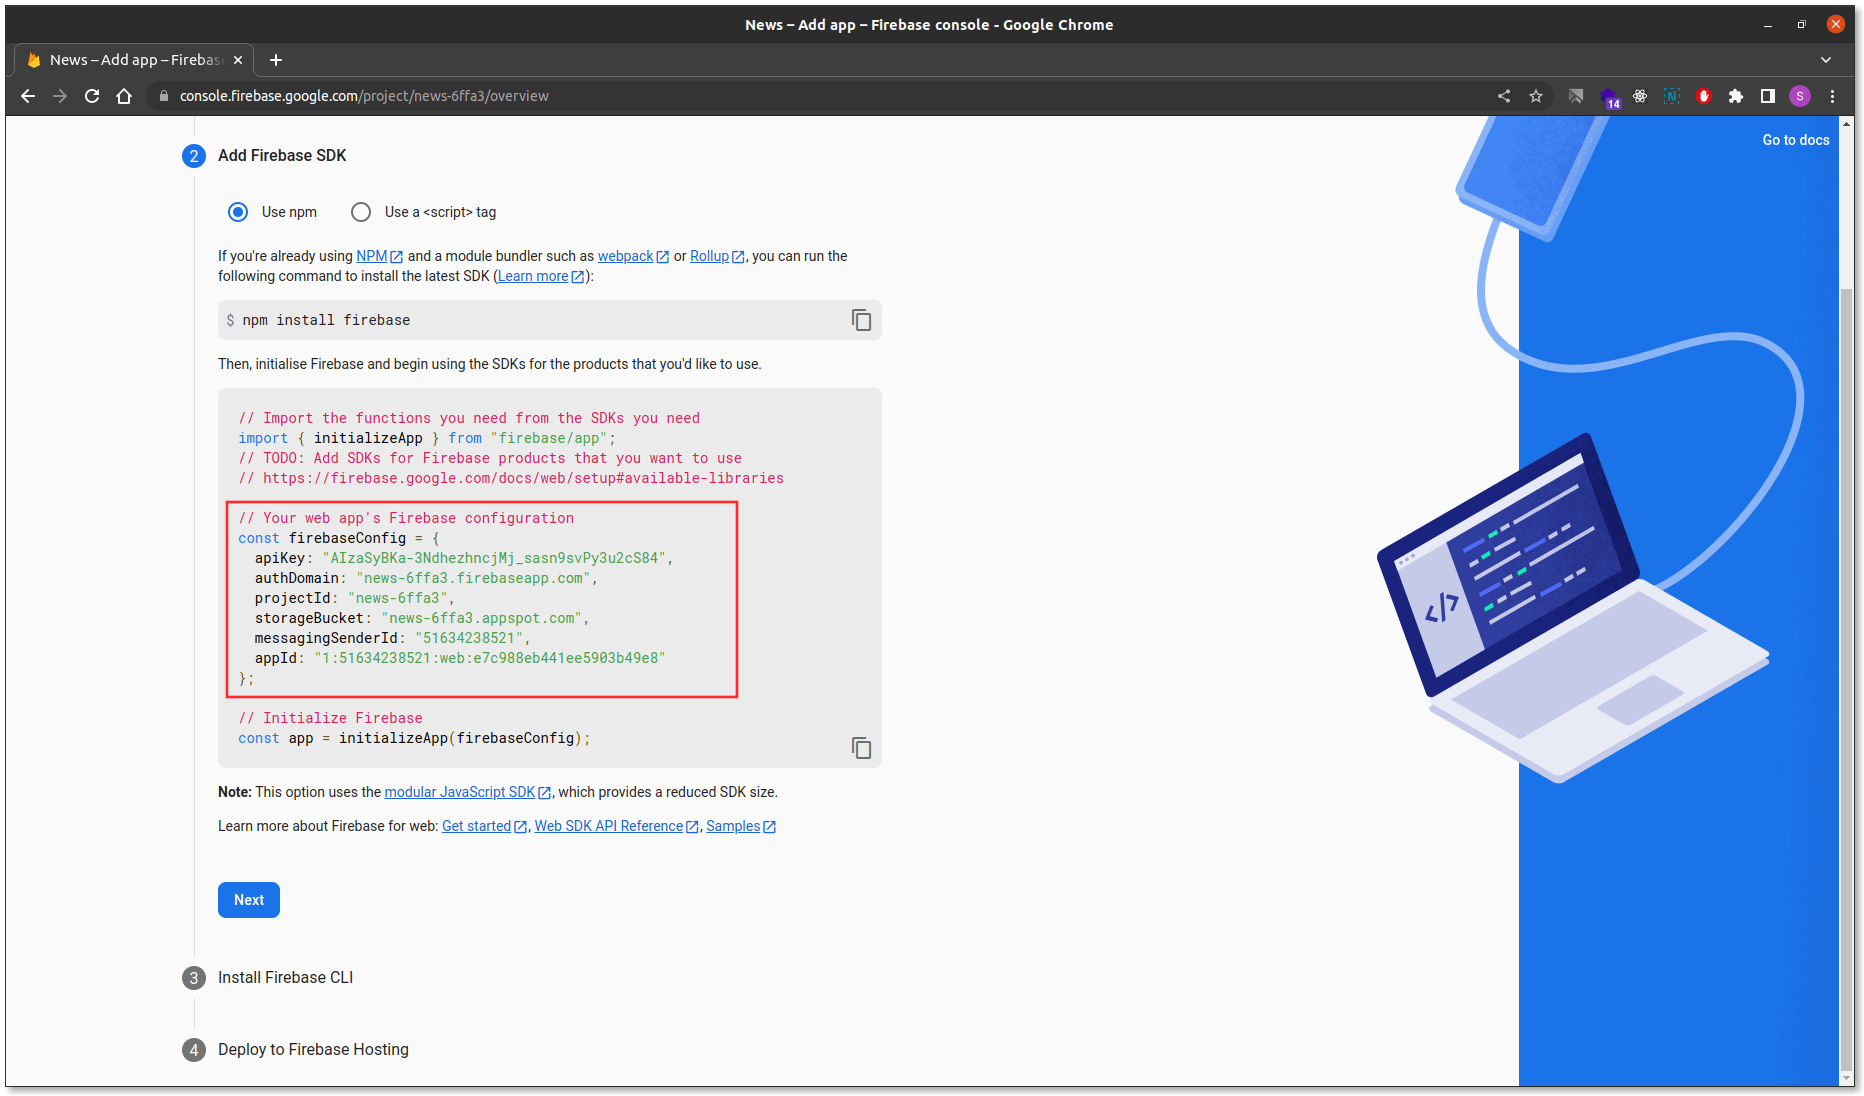 News – Add app – Firebase console - Google Chrome
News – Add app – Firebas
console.firebase.google.com/project/news-6ffa3/overview
14
S
Go to docs
2 Add Firebase SDK
Use npm Use a <script> tag
If you're already using NPM and a module bundler such as webpack or Rollup, you can run the
following command to install the latest SDK (Learn more):
$ npm install firebase
Then, initialise Firebase and begin using the SDKs for the products that you'd like to use.
// Import the functions you need from the SDKs you need
import { initializeApp } from "firebase/app";
// TODO: Add SDKs for Firebase products that you want to use
// https://firebase.google.com/docs/web/setup#available-libraries
// Your web app's Firebase configuration
const firebaseConfig = {
apiKey: "AIzaSyBKa-3NdhezhncjMj_sasn9svPy3u2cS84",
authDomain: "news-6ffa3.firebaseapp.com",
projectId: "news-6ffa3",
storageBucket: "news-6ffa3.appspot.com",
messagingSenderId: "51634238521",
appId: "1:51634238521:web:e7c988eb441ee5903b49e8"
};
// Initialize Firebase
const app = initializeApp(firebaseConfig);
Note: This option uses the modular JavaScript SDK, which provides a reduced SDK size.
Learn more about Firebase for web: Get started, Web SDK API Reference, Samples
Next
3 Install Firebase CLI
4 Deploy to Firebase Hosting